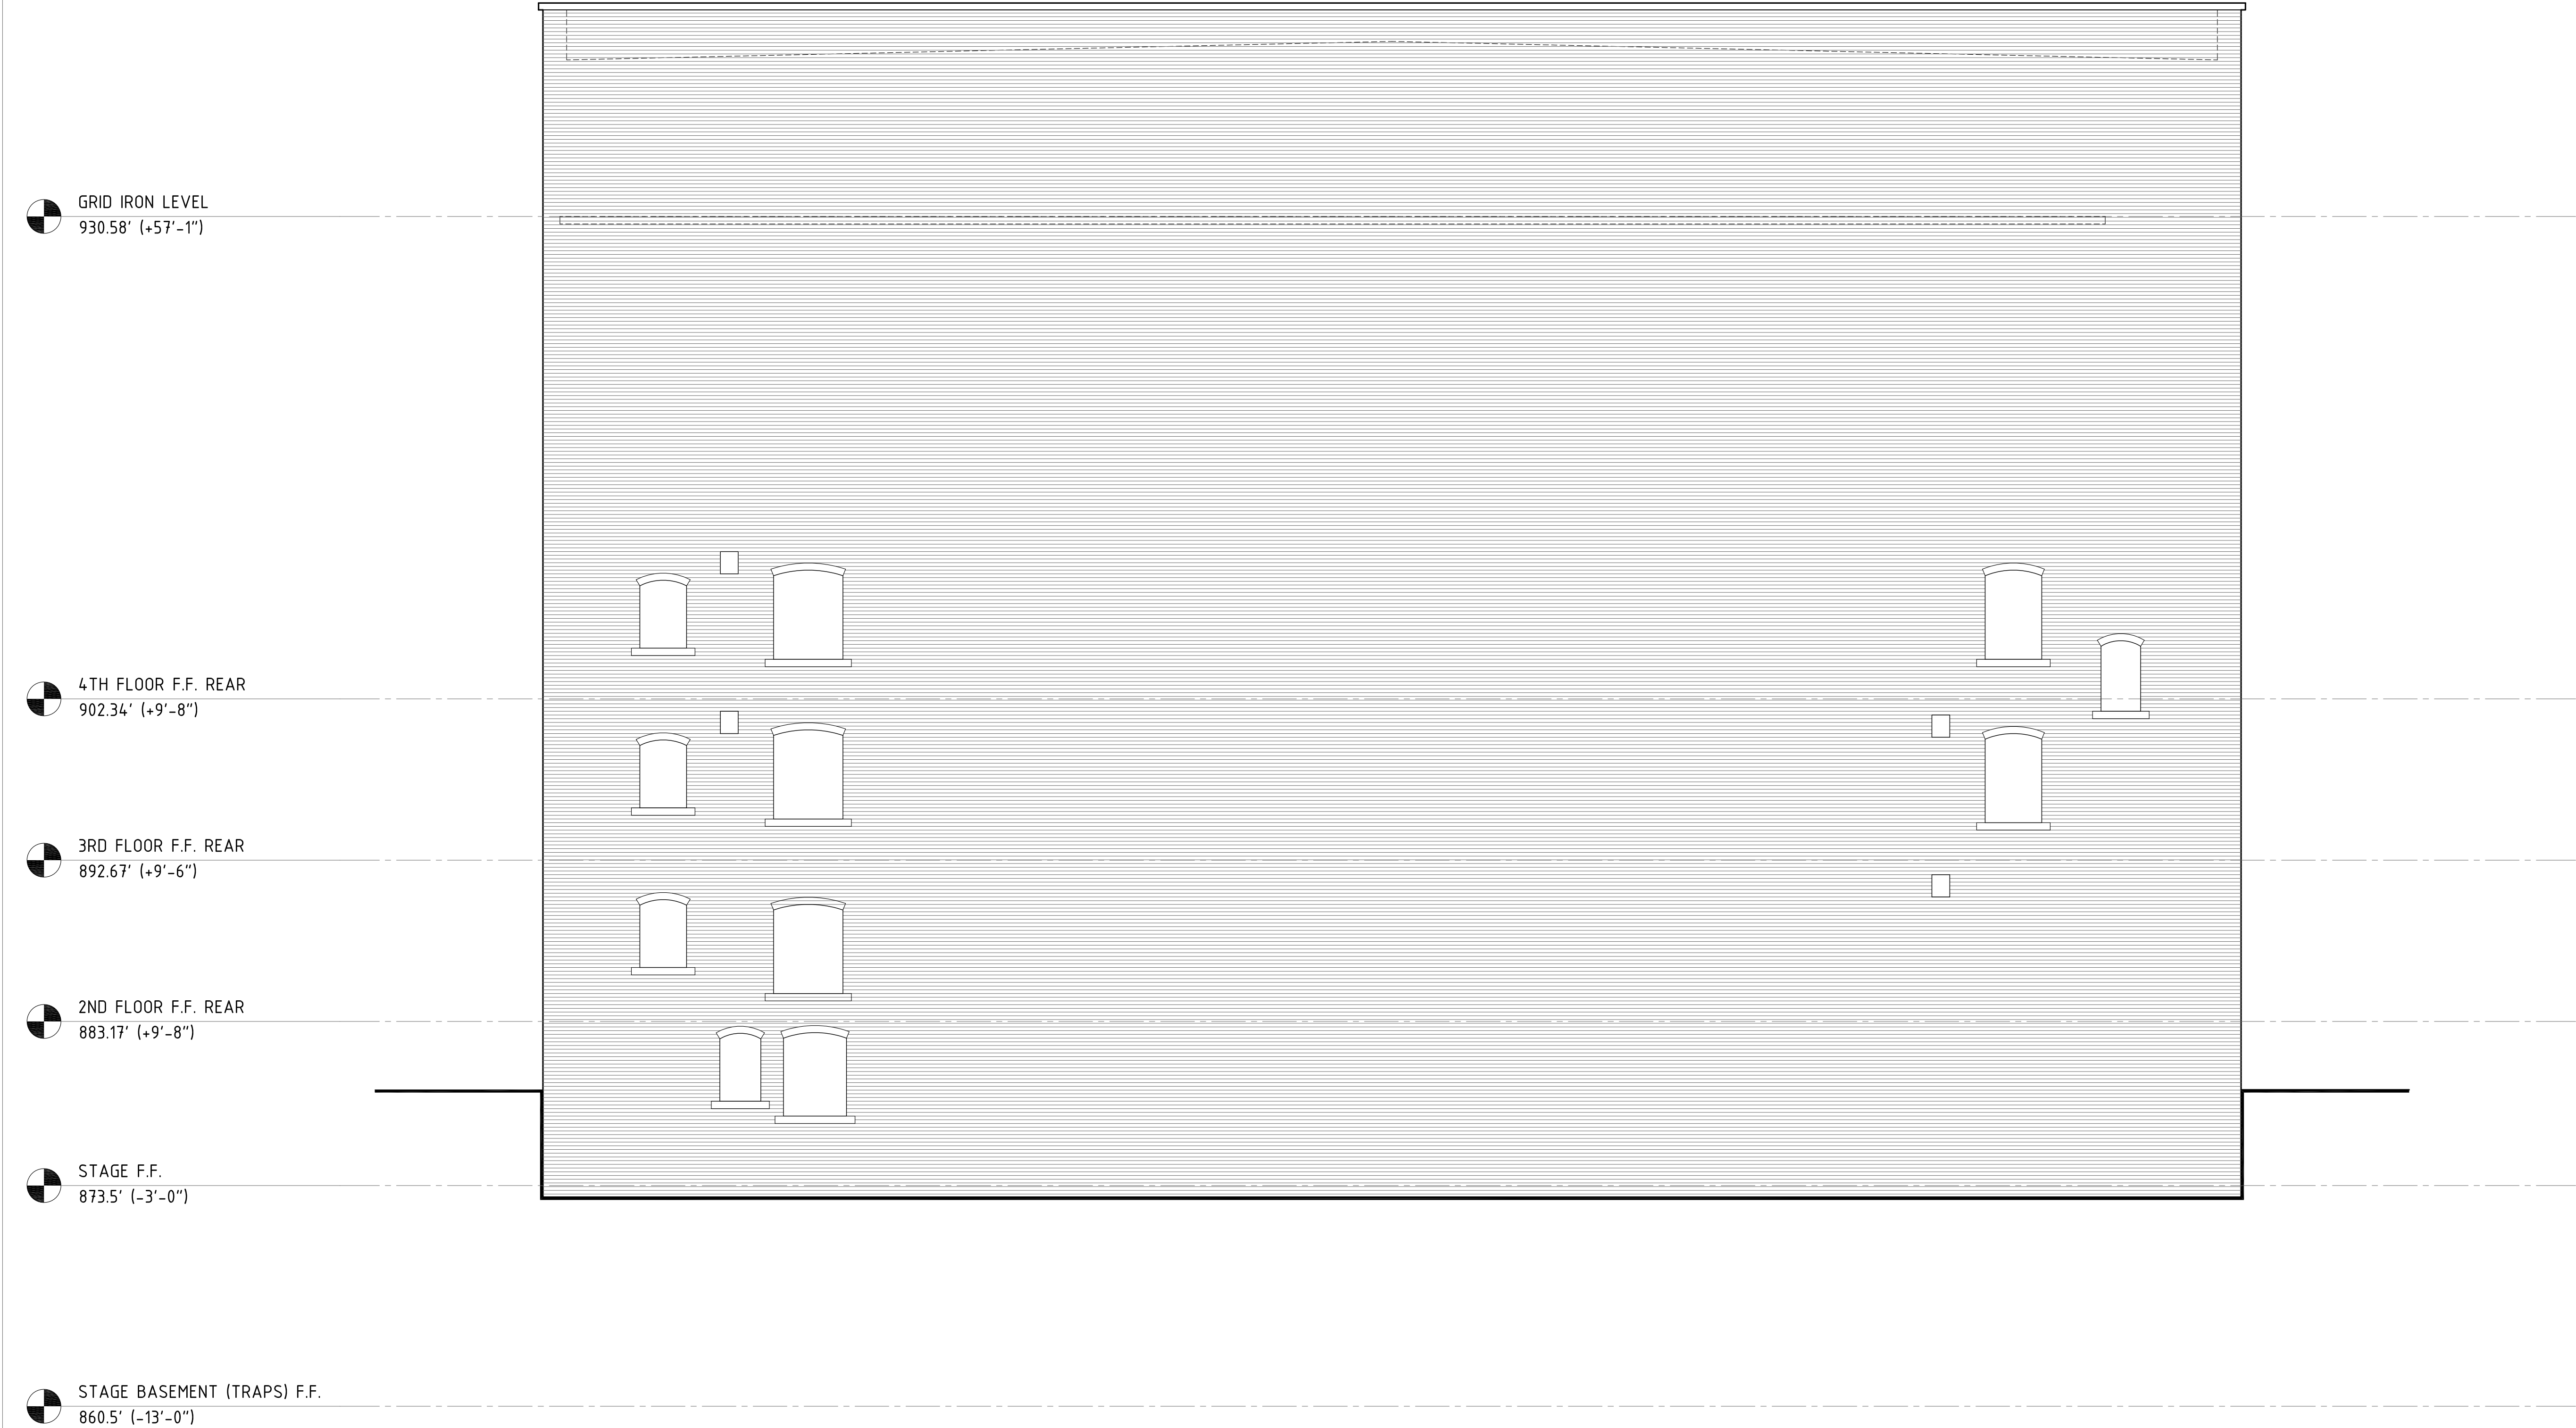 GRID IRON LEVEL
930.58' (+57'-1")
4TH FLOOR F.F. REAR
902.34' (+9'-8")
3RD FLOOR F.F. REAR
892.67' (+9'-6")
2ND FLOOR F.F. REAR
883.17' (+9'-8")
STAGE F.F.
873.5' (-3'-0")
STAGE BASEMENT (TRAPS) F.F.
860.5' (-13'-0")